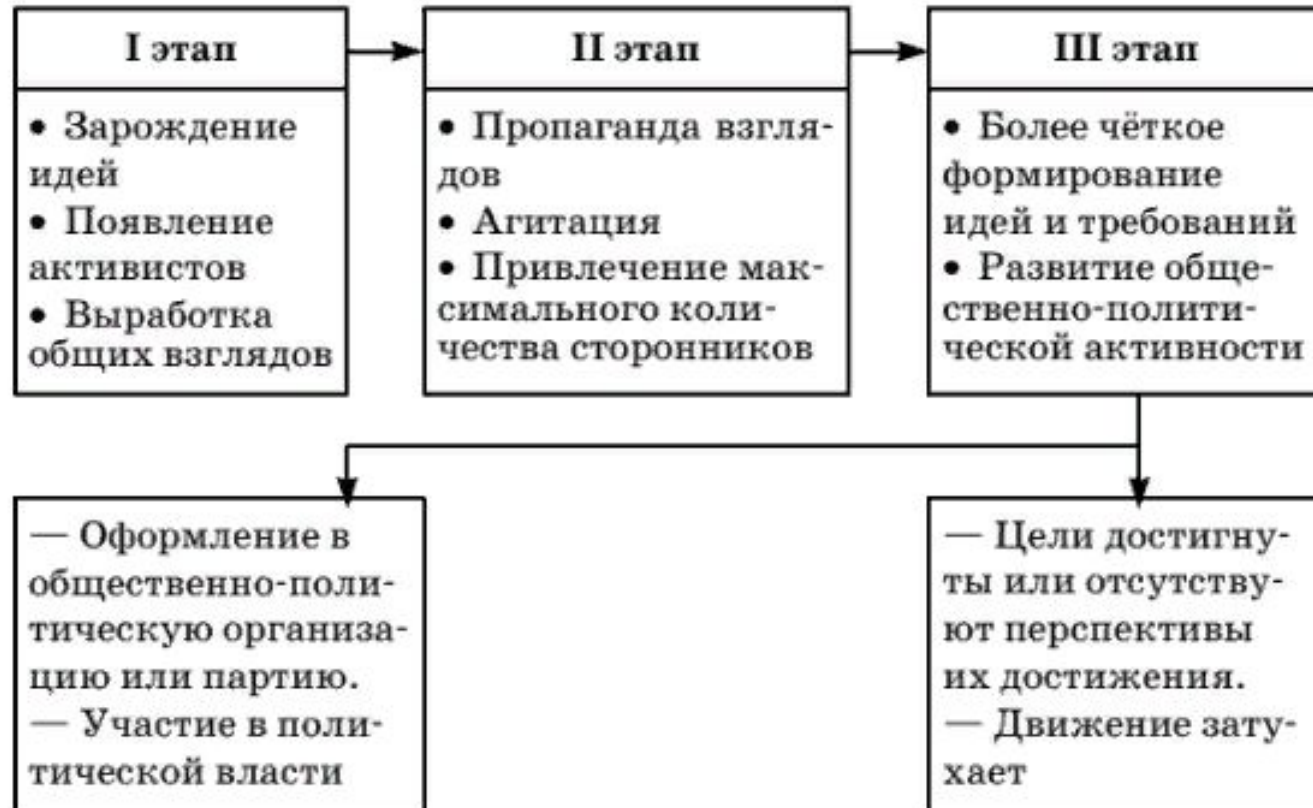 I этап
• Зарождение
идей
• Появление
активистов
• Выработка
общих взглядов
II этап
• Пропаганда взгля-
дов
• Агитация
• Привлечение мак-
симального коли-
чества сторонников
III этап
• Более чёткое
формирование
идей и требований
• Развитие обще-
ственно-полити-
ческой активности
— Оформление в
общественно-поли-
тическую организа-
цию или партию.
— Участие в поли-
тической власти
— Цели достигну-
ты или отсутству-
ют перспективы
их достижения.
— Движение зату-
хает